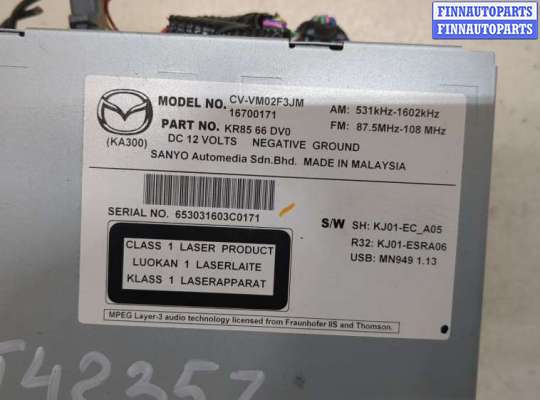 FINNAUTOPARTS
FINNAUTOPARTS
MODEL NO. CV-VM02F3JM
16700171
AM: 531kHz-1602kHz
PART NO. KR85 66 DV0
FM: 87.5MHz-108 MHz
(KA300)
DC 12 VOLTS NEGATIVE GROUND
SANYO Automedia Sdn.Bhd. MADE IN MALAYSIA
SERIAL NO. 653031603C0171
S/W SH: KJ01-EC_A05
R32: KJ01-ESRA06
USB: MN949 1.13
CLASS 1 LASER PRODUCT
LUOKAN 1 LASERLAITE
KLASS 1 LASERAPPARAT
MPEG Layer-3 audio technology licensed from Fraunhofer IIS and Thomson.